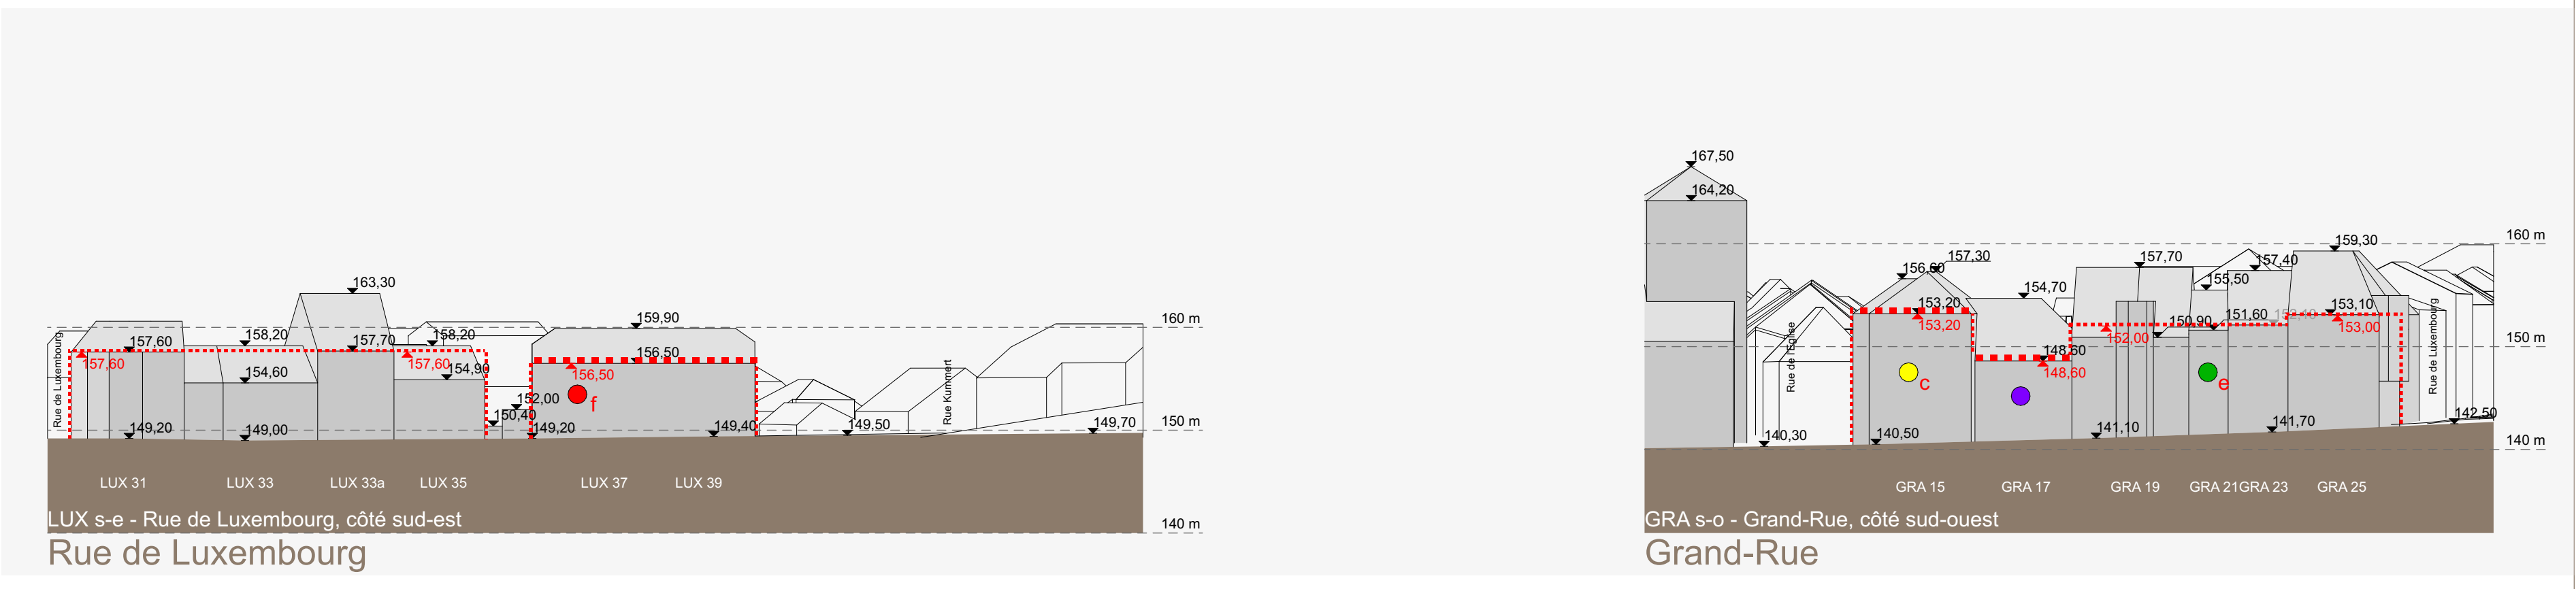 163,30
157,60
158,20
157,70
158,20
159,90
160 m
157,60
154,60
157,60
154,90
156,50
156,50
f
152,00
150,40
149,20
149,00
149,20
149,40
149,50
149,70
150 m
Rue de Luxembourg
Rue Kummert
LUX 31
LUX 33
LUX 33a
LUX 35
LUX 37
LUX 39
LUX s-e - Rue de Luxembourg, côté sud-est
140 m
Rue de Luxembourg
167,50
164,20
159,30
160 m
156,60
157,30
157,70
157,40
155,50
154,70
153,20
153,20
153,10
153,00
152,00
150,90
151,60
150 m
148,60
148,60
c
e
Rue de l'Eglise
Rue de Luxembourg
140,30
140,50
141,10
141,70
142,50
140 m
GRA 15
GRA 17
GRA 19
GRA 21
GRA 23
GRA 25
GRA s-o - Grand-Rue, côté sud-ouest
Grand-Rue